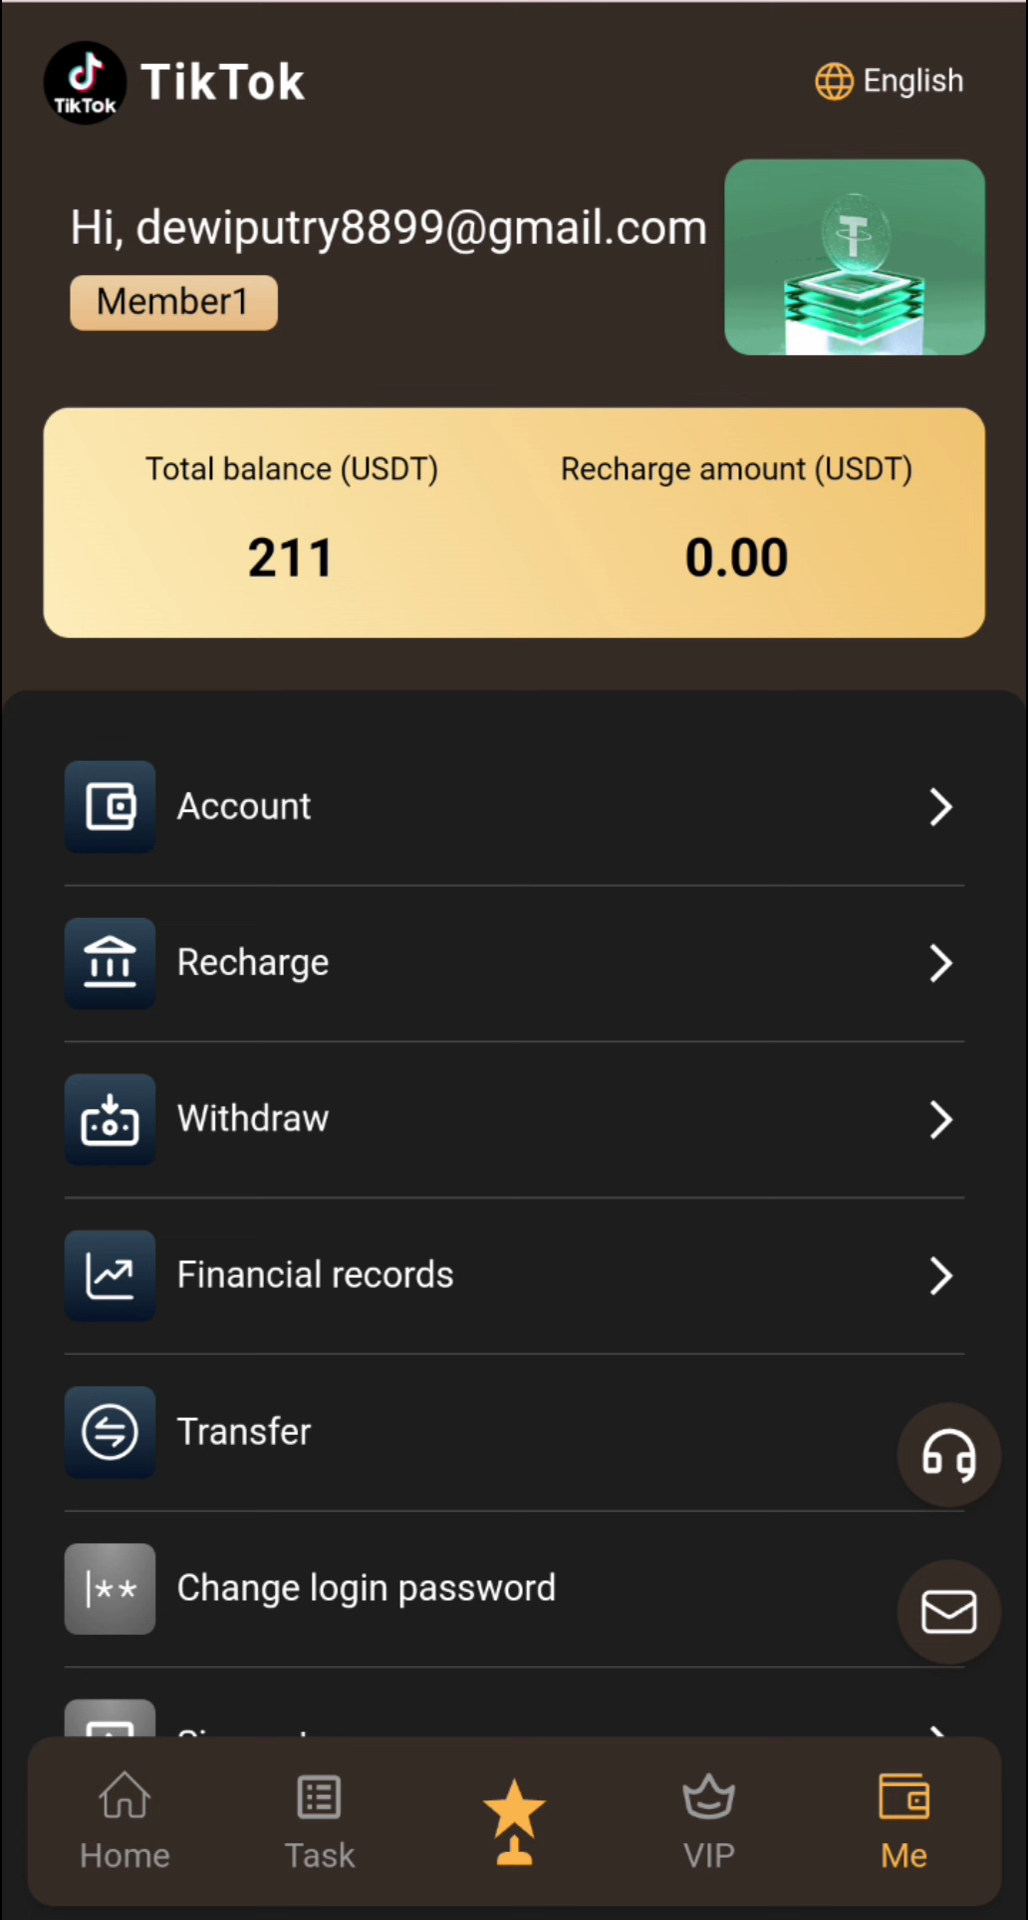 TikTok
TikTok
English
Hi, dewiputry8899@gmail.com
Member1
Total balance (USDT)
Recharge amount (USDT)
211
0.00
Account
Recharge
Withdraw
Financial records
Transfer
|**
Change login password
Home
Task
VIP
Me